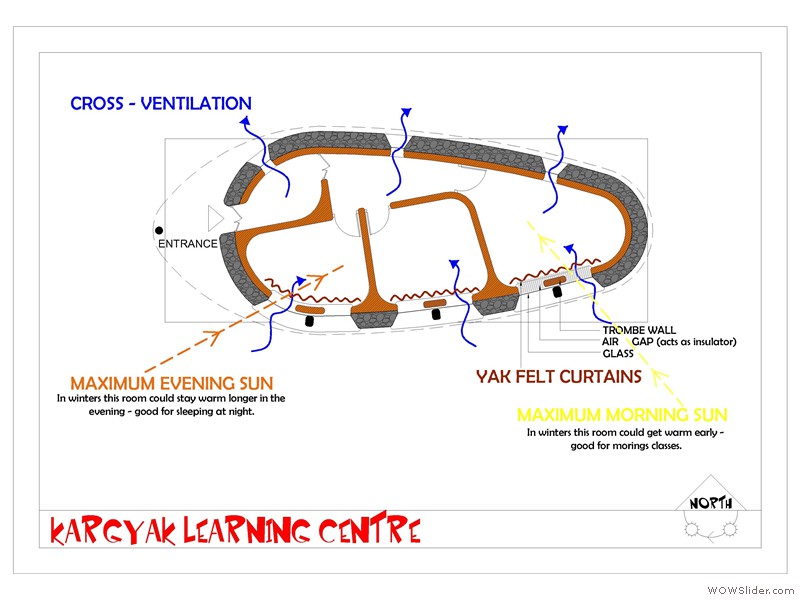 CROSS - VENTILATION
ENTRANCE
TROMBE WALL
AIR GAP (acts as insulator)
GLASS
YAK FELT CURTAINS
MAXIMUM EVENING SUN
In winters this room could stay warm longer in the
evening - good for sleeping at night.
MAXIMUM MORNING SUN
In winters this room could get warm early -
good for morings classes.
NORTH
KARGYAK LEARNING CENTRE
WOWSlider.com